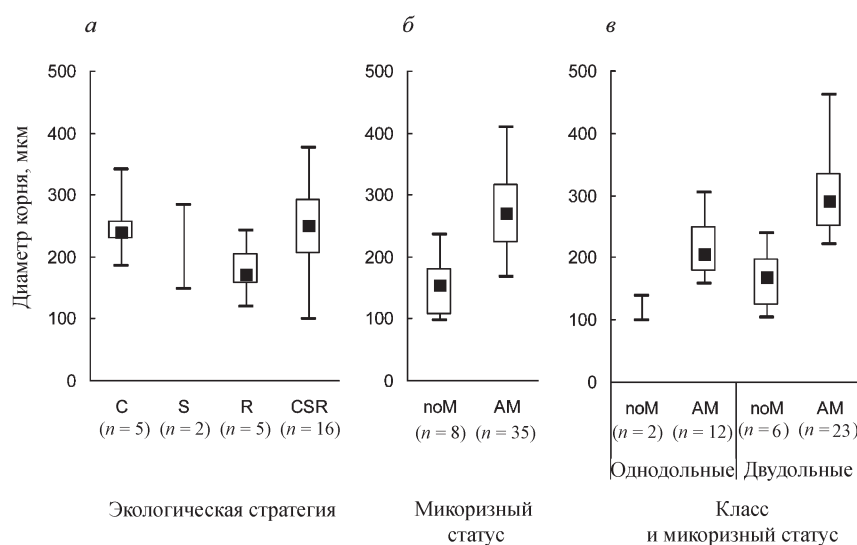 а
б
в
Диаметр корня, мкм
500
400
300
200
100
0
C S R CSR
(n = 5) (n = 2) (n = 5) (n = 16)
Экологическая стратегия
500
400
300
200
100
0
noM AM
(n = 8) (n = 35)
Микоризный
статус
500
400
300
200
100
0
noM AM noM AM
(n = 2) (n = 12) (n = 6) (n = 23)
Однодольные Двудольные
Класс
и микоризный статус